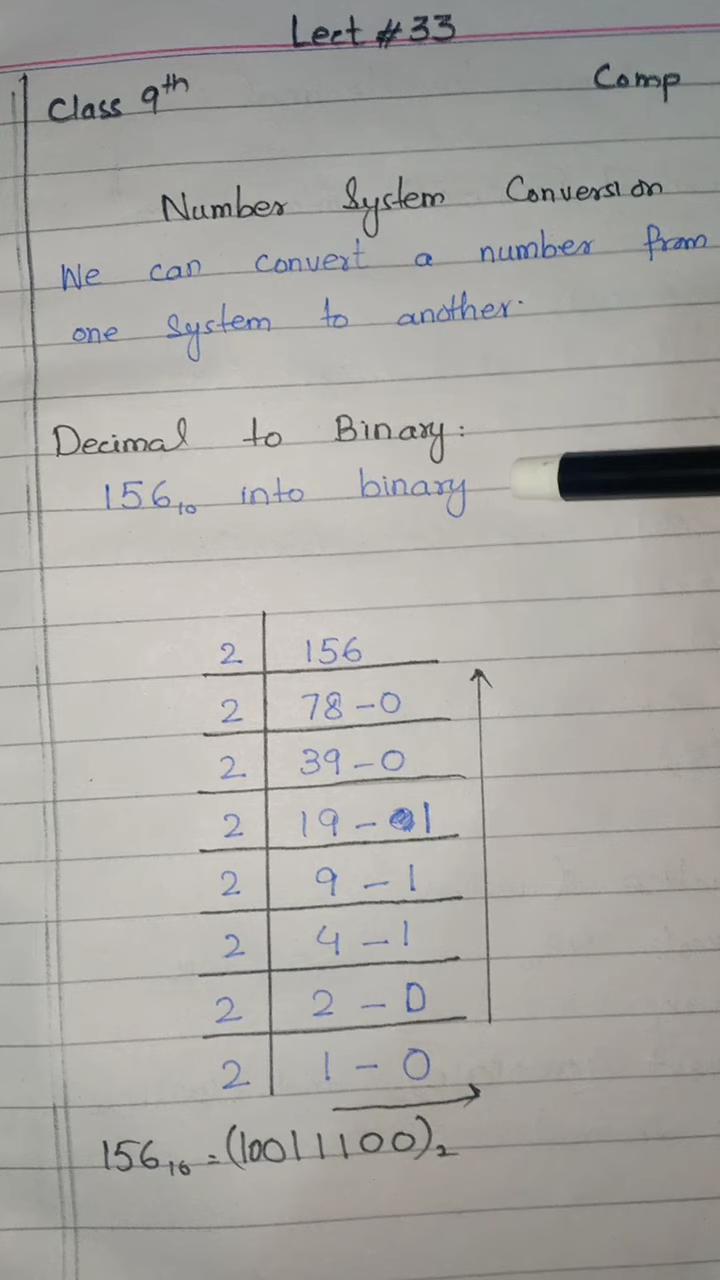 Lect # 33
Class 9th Comp
Number System Conversion
We can convert a number from
one System to another.
Decimal to Binary:
156₁₀ into binary
2 156
2 78 - 0
2 39 - 0
2 19 - 1
2 9 - 1
2 4 - 1
2 2 - 0
2 1 - 0
156₁₆ = (10011100)₂